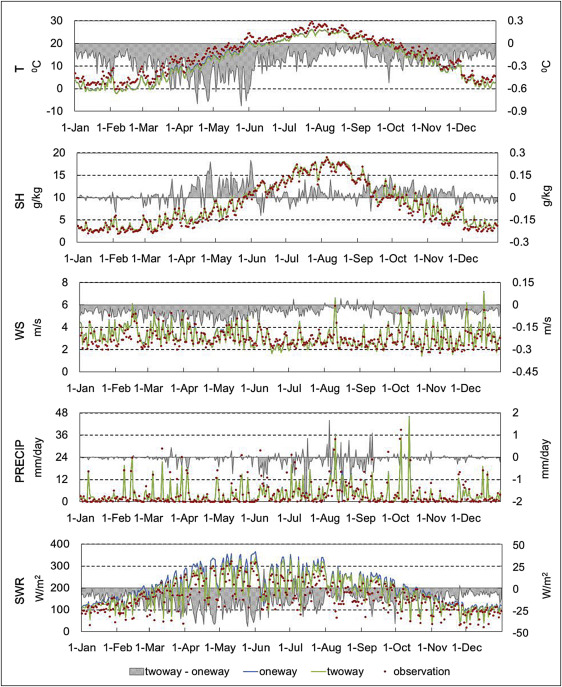 30 0.3
20 0
10 -0.3
0 -0.6
-10 -0.9
T
⁰C
⁰C
1-Jan 1-Feb 1-Mar 1-Apr 1-May 1-Jun 1-Jul 1-Aug 1-Sep 1-Oct 1-Nov 1-Dec
20 0.3
15 0.15
10 0
5 -0.15
0 -0.3
SH
g/kg
g/kg
1-Jan 1-Feb 1-Mar 1-Apr 1-May 1-Jun 1-Jul 1-Aug 1-Sep 1-Oct 1-Nov 1-Dec
8 0.15
6 0
4 -0.15
2 -0.3
0 -0.45
WS
m/s
m/s
1-Jan 1-Feb 1-Mar 1-Apr 1-May 1-Jun 1-Jul 1-Aug 1-Sep 1-Oct 1-Nov 1-Dec
48 2
36 1
24 0
12 -1
0 -2
PRECIP
mm/day
mm/day
1-Jan 1-Feb 1-Mar 1-Apr 1-May 1-Jun 1-Jul 1-Aug 1-Sep 1-Oct 1-Nov 1-Dec
400 50
300 25
200 0
100 -25
0 -50
SWR
W/m²
W/m²
1-Jan 1-Feb 1-Mar 1-Apr 1-May 1-Jun 1-Jul 1-Aug 1-Sep 1-Oct 1-Nov 1-Dec
twoway - oneway oneway twoway observation